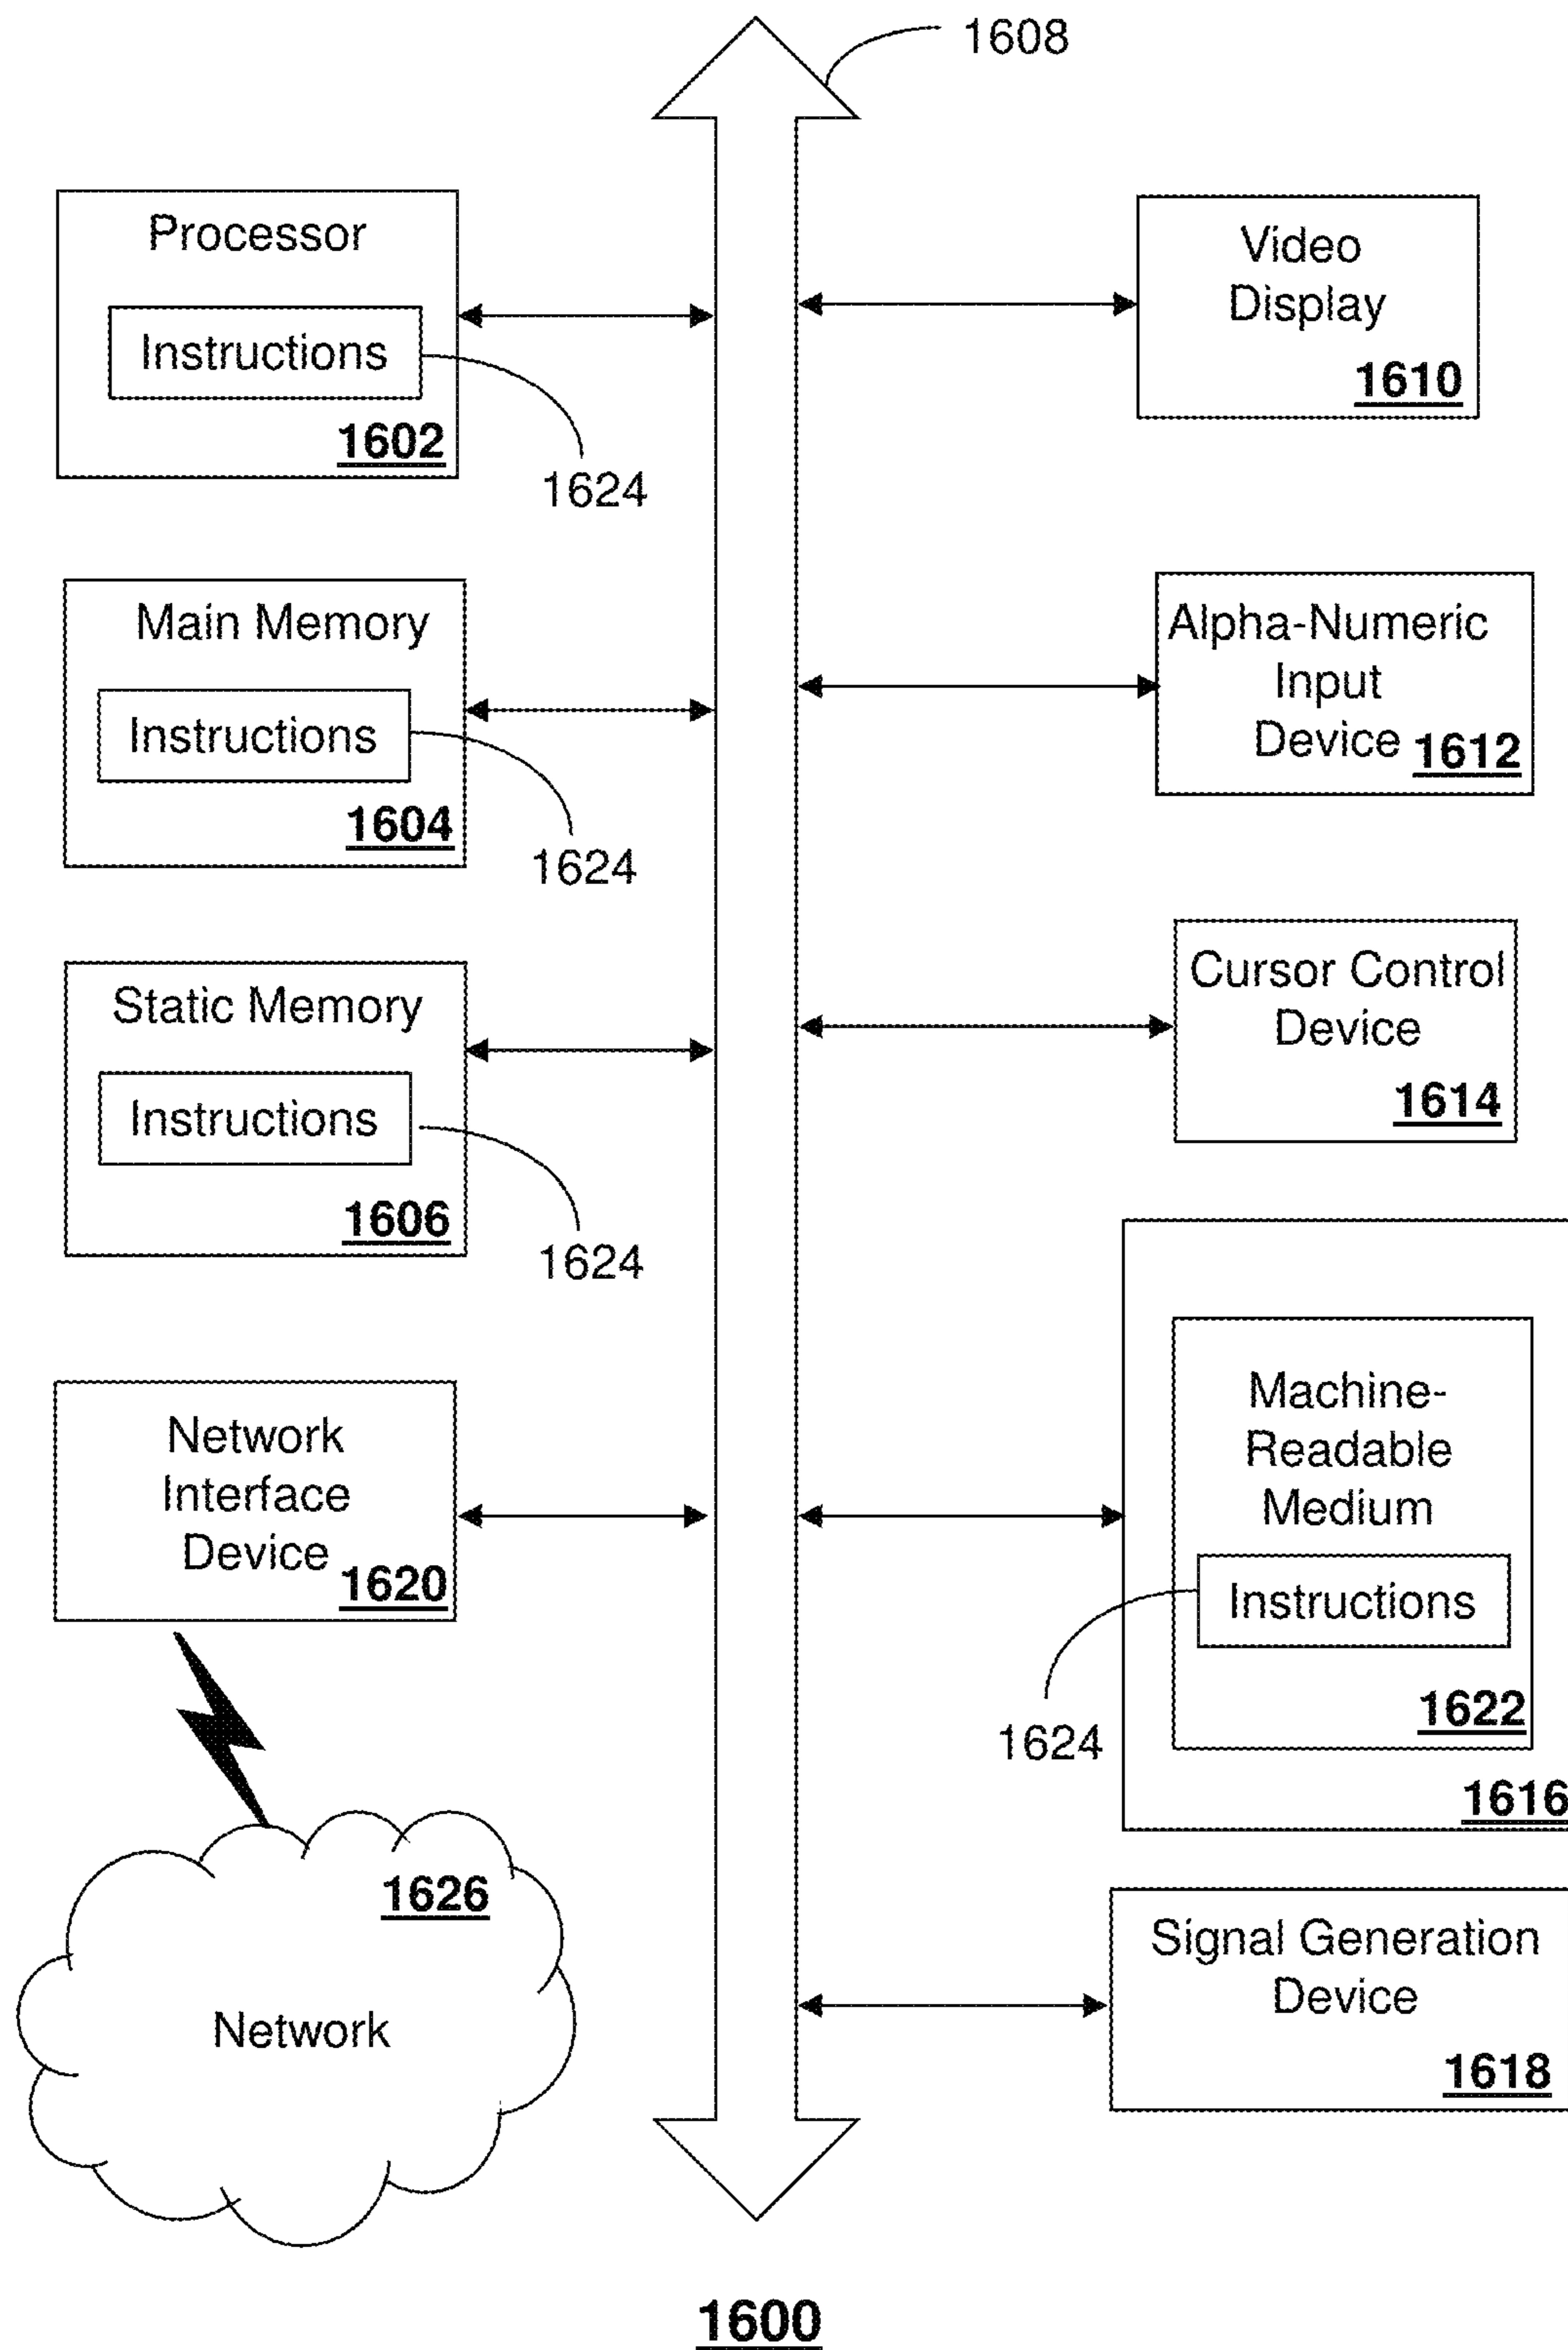 1608
Processor
Instructions
1602
1624
Video
Display
1610
Main Memory
Instructions
1604
1624
Alpha-Numeric
Input
Device 1612
Static Memory
Instructions
1606
1624
Cursor Control
Device
1614
Network
Interface
Device
1620
Machine-
Readable
Medium
Instructions
1622
1624
1616
1626
Network
Signal Generation
Device
1618
1600